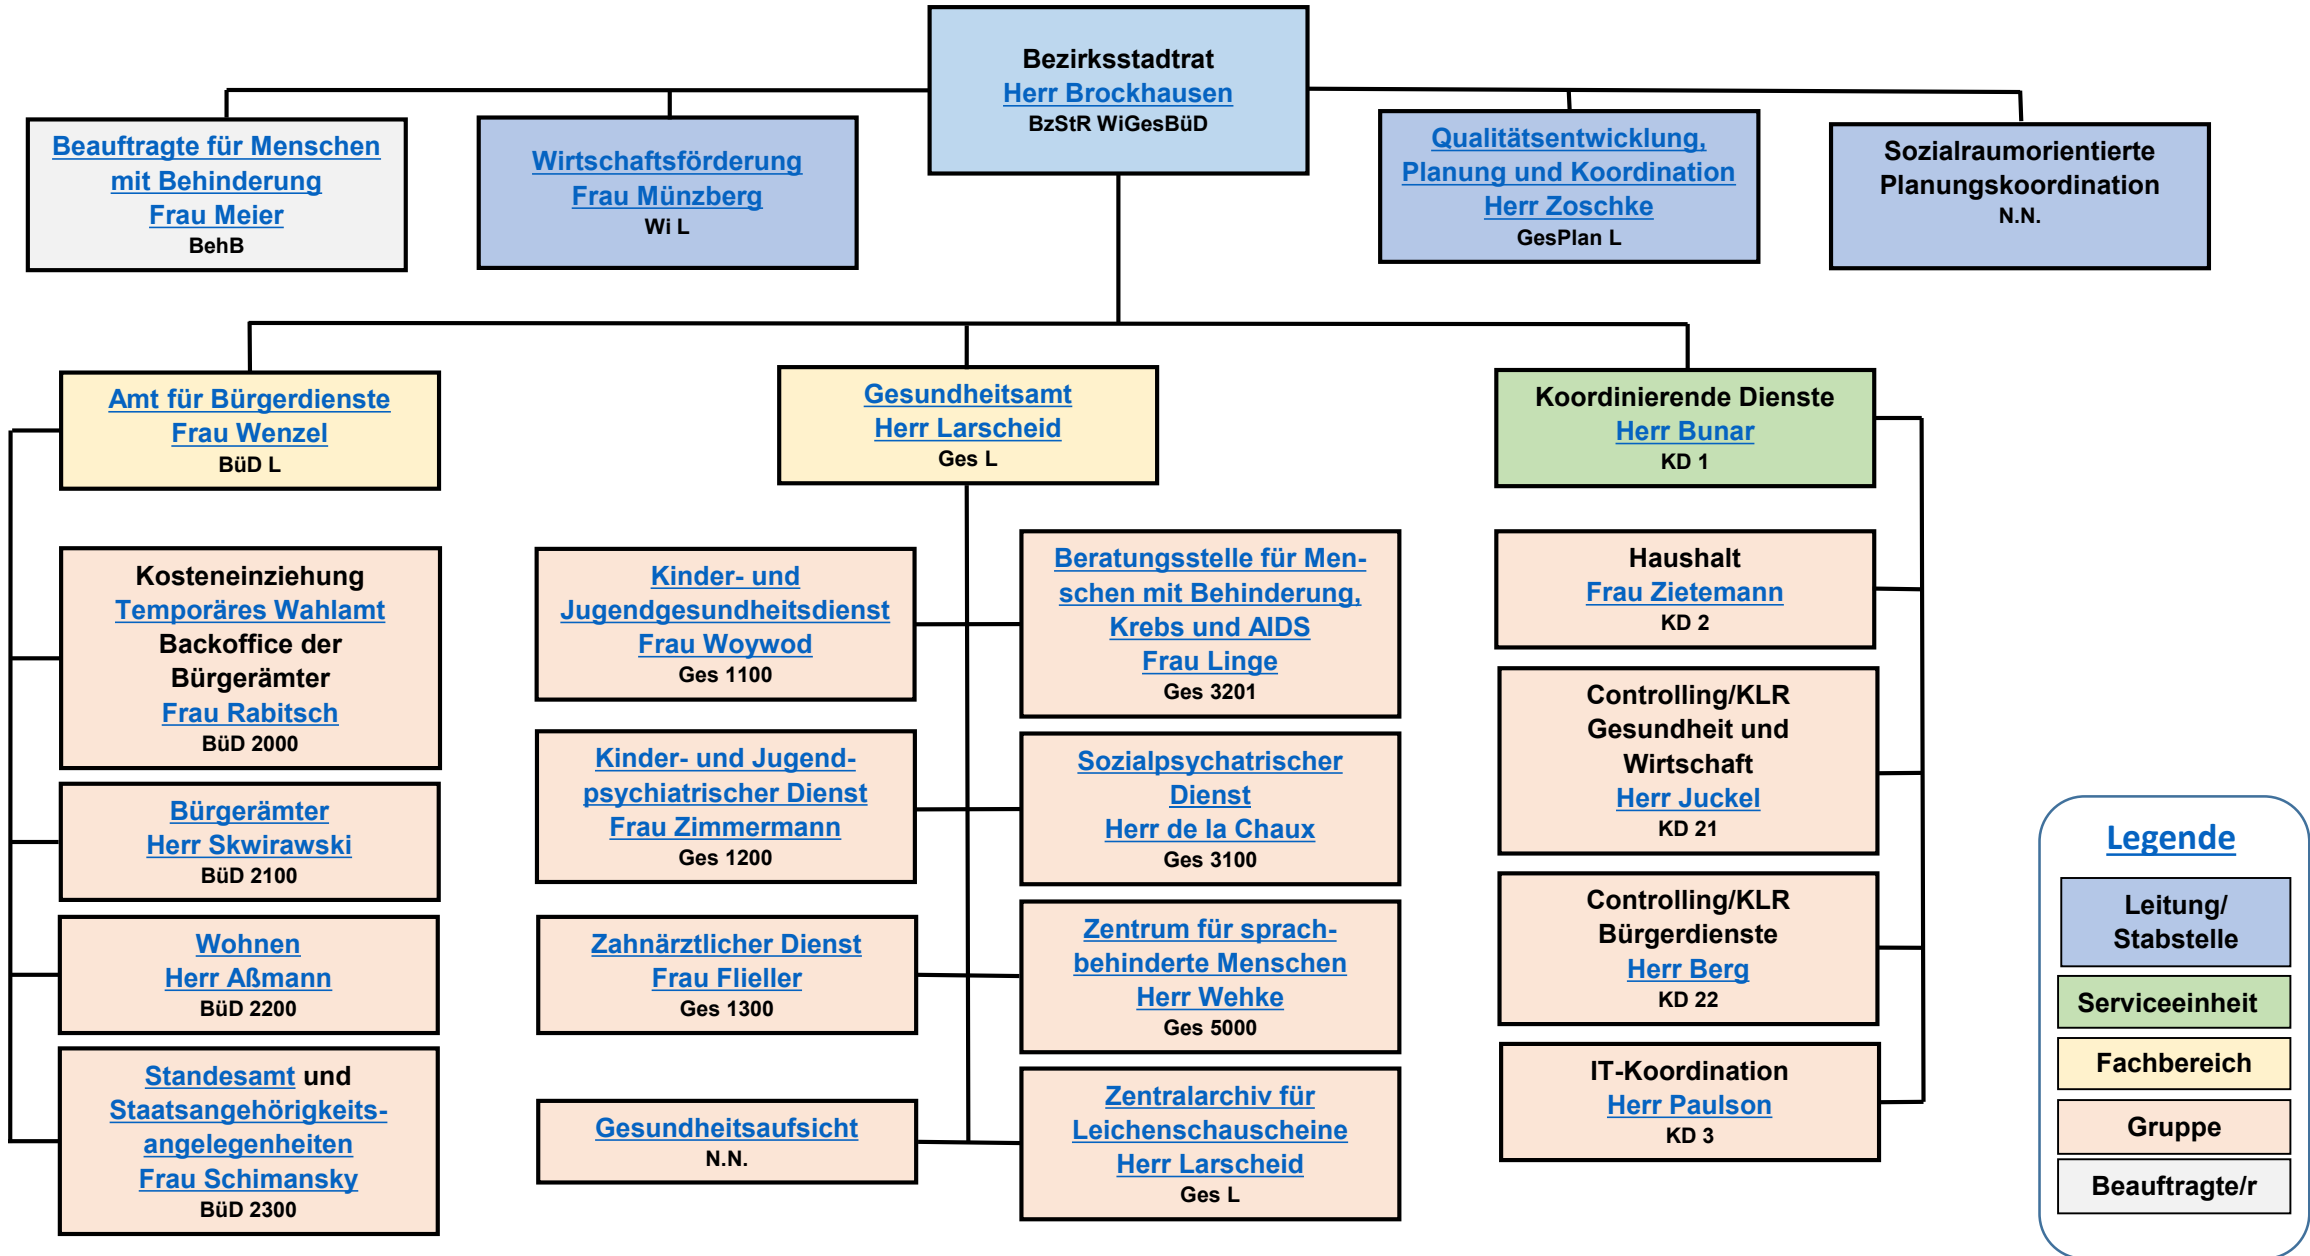 Bezirksstadtrat
Herr Brockhausen
BzStR WiGesBüD
Beauftragte für Menschen
mit Behinderung
Frau Meier
BehB
Wirtschaftsförderung
Frau Münzberg
Wi L
Qualitätsentwicklung,
Planung und Koordination
Herr Zoschke
GesPlan L
Sozialraumorientierte
Planungskoordination
N.N.
Amt für Bürgerdienste
Frau Wenzel
BüD L
Gesundheitsamt
Herr Larscheid
Ges L
Koordinierende Dienste
Herr Bunar
KD 1
Kosteneinziehung
Temporäres Wahlamt
Backoffice der
Bürgerämter
Frau Rabitsch
BüD 2000
Bürgerämter
Herr Skwirawski
BüD 2100
Wohnen
Herr Aßmann
BüD 2200
Standesamt und
Staatsangehörigkeits-
angelegenheiten
Frau Schimansky
BüD 2300
Kinder- und
Jugendgesundheitsdienst
Frau Woywod
Ges 1100
Kinder- und Jugend-
psychiatrischer Dienst
Frau Zimmermann
Ges 1200
Zahnärztlicher Dienst
Frau Flieller
Ges 1300
Gesundheitsaufsicht
N.N.
Beratungsstelle für Men-
schen mit Behinderung,
Krebs und AIDS
Frau Linge
Ges 3201
Sozialpsychatrischer
Dienst
Herr de la Chaux
Ges 3100
Zentrum für sprach-
behinderte Menschen
Herr Wehke
Ges 5000
Zentralarchiv für
Leichenschauscheine
Herr Larscheid
Ges L
Haushalt
Frau Zietemann
KD 2
Controlling/KLR
Gesundheit und
Wirtschaft
Herr Juckel
KD 21
Controlling/KLR
Bürgerdienste
Herr Berg
KD 22
IT-Koordination
Herr Paulson
KD 3
Legende
Leitung/
Stabstelle
Serviceeinheit
Fachbereich
Gruppe
Beauftragte/r